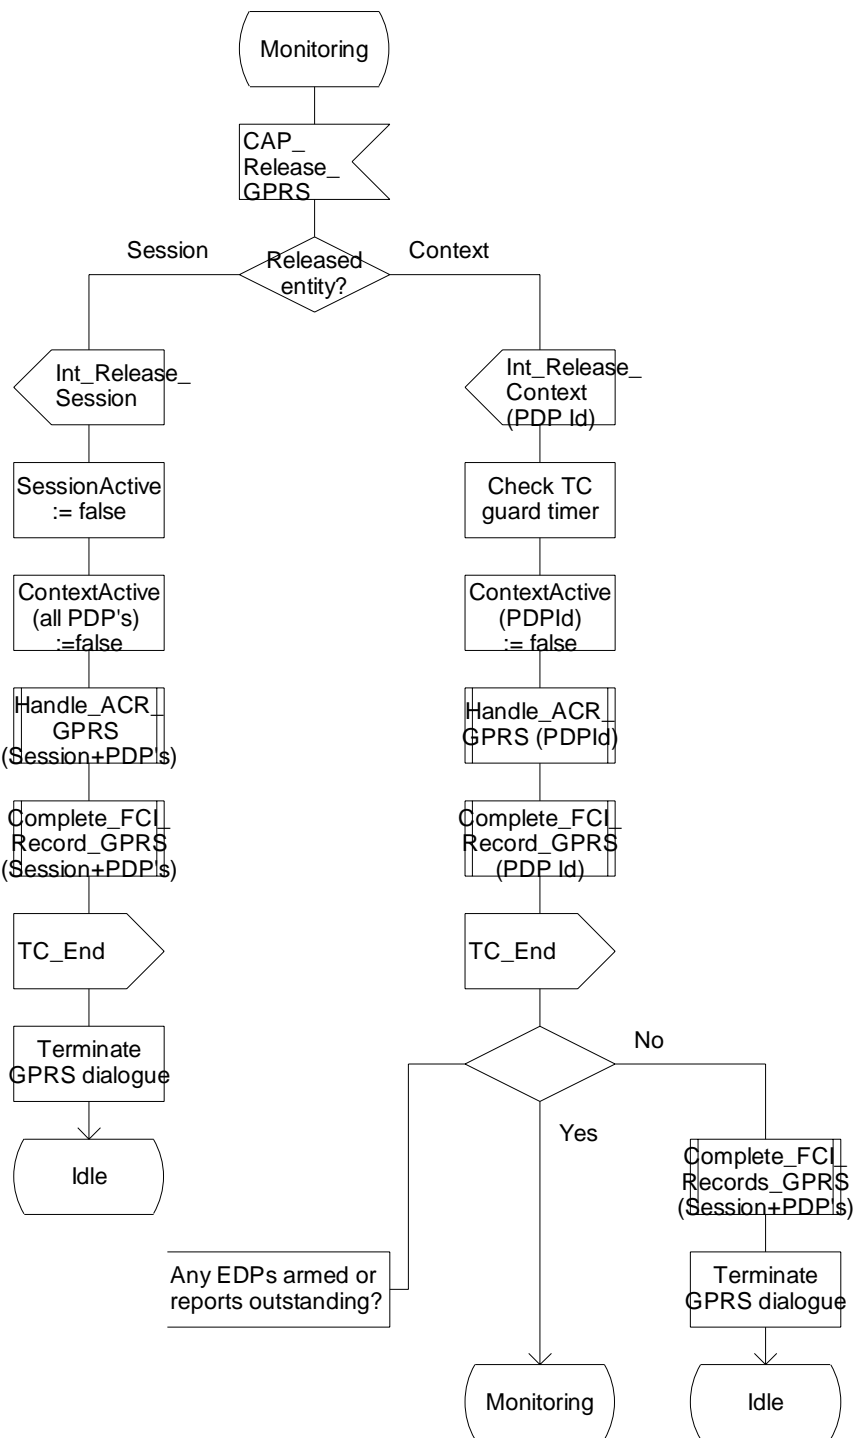 Monitoring
CAP_
Release_
GPRS
Session
Context
Released
entity?
Int_Release_
Session
Int_Release_
Context
(PDP Id)
SessionActive
:= false
Check TC
guard timer
ContextActive
(all PDP's)
:=false
ContextActive
(PDPId)
:= false
Handle_ACR_
GPRS
(Session+PDP's)
Handle_ACR_
GPRS (PDPId)
Complete_FCI_
Record_GPRS
(Session+PDP's)
Complete_FCI_
Record_GPRS
(PDP Id)
TC_End
TC_End
Terminate
GPRS dialogue
No
Yes
Idle
Complete_FCI_
Records_GPRS
(Session+PDP's)
Any EDPs armed or
reports outstanding?
Terminate
GPRS dialogue
Monitoring
Idle